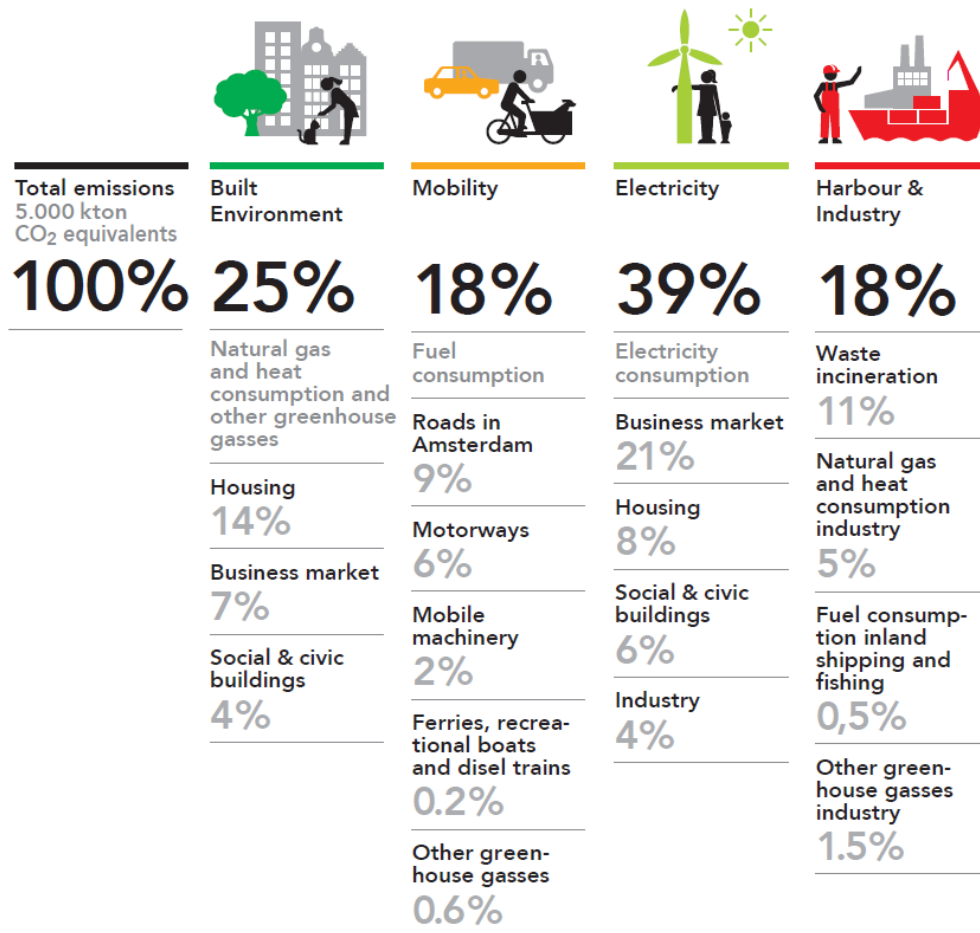 Total emissions
5.000 kton
CO2 equivalents
100%
Built
Environment
25%
Natural gas
and heat
consumption and
other greenhouse
gasses
Housing
14%
Business market
7%
Social & civic
buildings
4%
Mobility
18%
Fuel
consumption
Roads in
Amsterdam
9%
Motorways
6%
Mobile
machinery
2%
Ferries, recrea-
tional boats
and disel trains
0.2%
Other green-
house gasses
0.6%
Electricity
39%
Electricity
consumption
Business market
21%
Housing
8%
Social & civic
buildings
6%
Industry
4%
Harbour &
Industry
18%
Waste
incineration
11%
Natural gas
and heat
consumption
industry
5%
Fuel consump-
tion inland
shipping and
fishing
0,5%
Other green-
house gasses
industry
1.5%